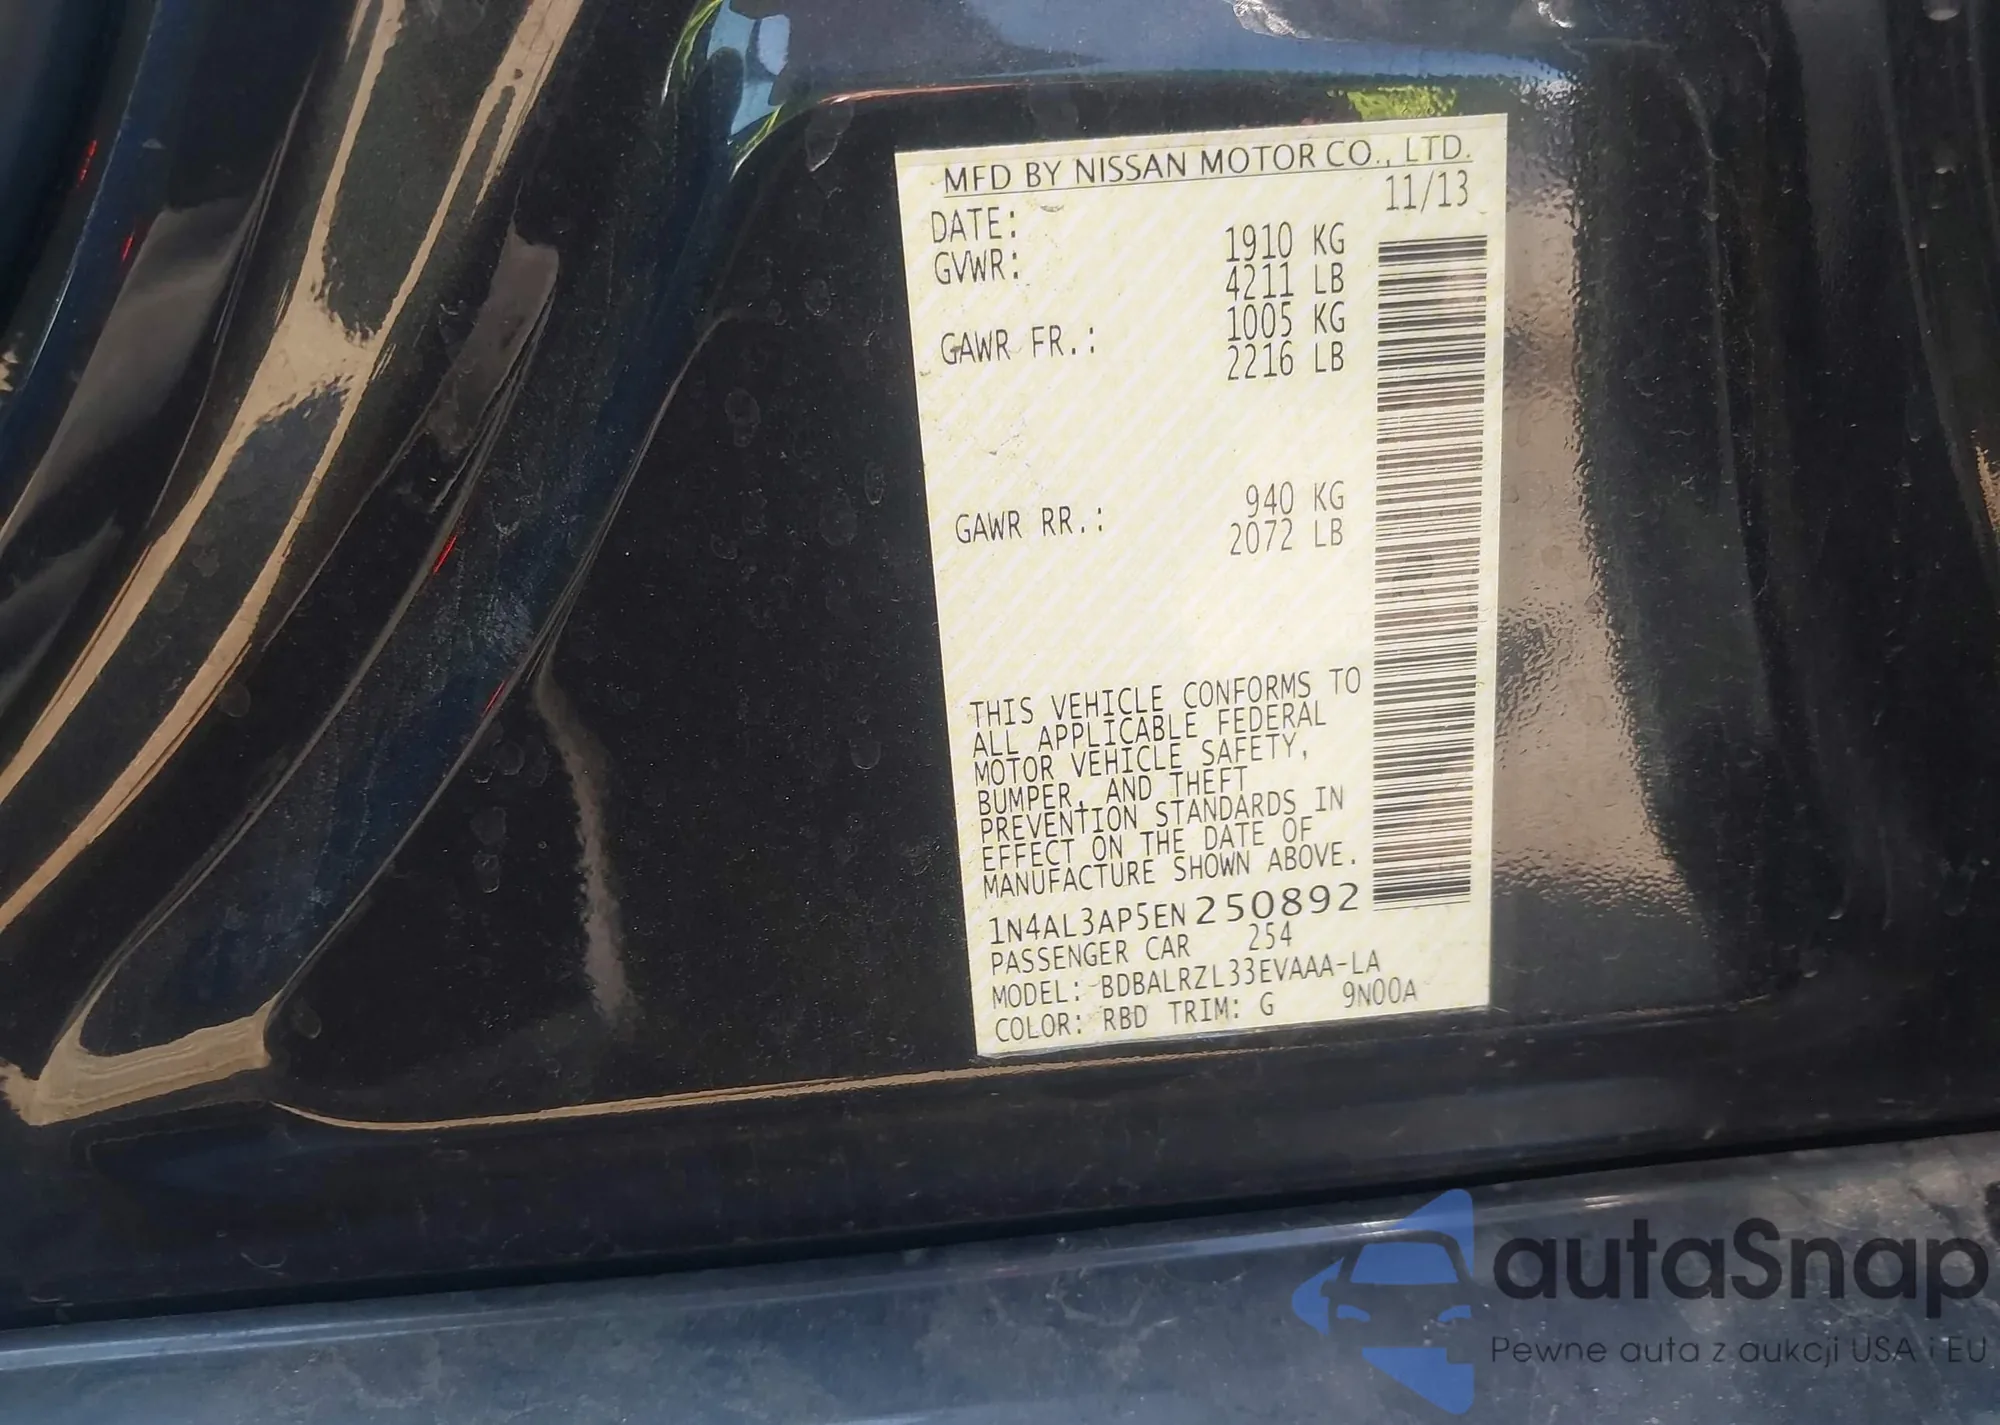 MFD BY NISSAN MOTOR CO., LTD.
DATE: 11/13
GVWR: 1910 KG
4211 LB
GAWR FR.: 1005 KG
2216 LB
GAWR RR.: 940 KG
2072 LB
THIS VEHICLE CONFORMS TO
ALL APPLICABLE FEDERAL
MOTOR VEHICLE SAFETY,
BUMPER, AND THEFT
PREVENTION STANDARDS IN
EFFECT ON THE DATE OF
MANUFACTURE SHOWN ABOVE.
1N4AL3AP5EN250892
PASSENGER CAR 254
MODEL: BDBALRZL33EVAAA-LA
COLOR: RBD TRIM: G 9N00A
autaSnap
Pewne auta z aukcji USA i EU